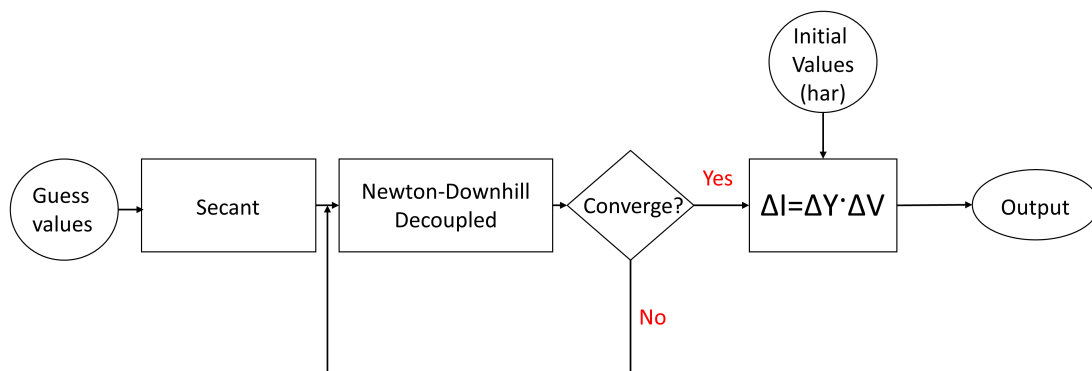 Initial
Values
(har)
Guess
values
Secant
Newton-Downhill
Decoupled
Converge?
Yes
No
ΔI=ΔY·ΔV
Output